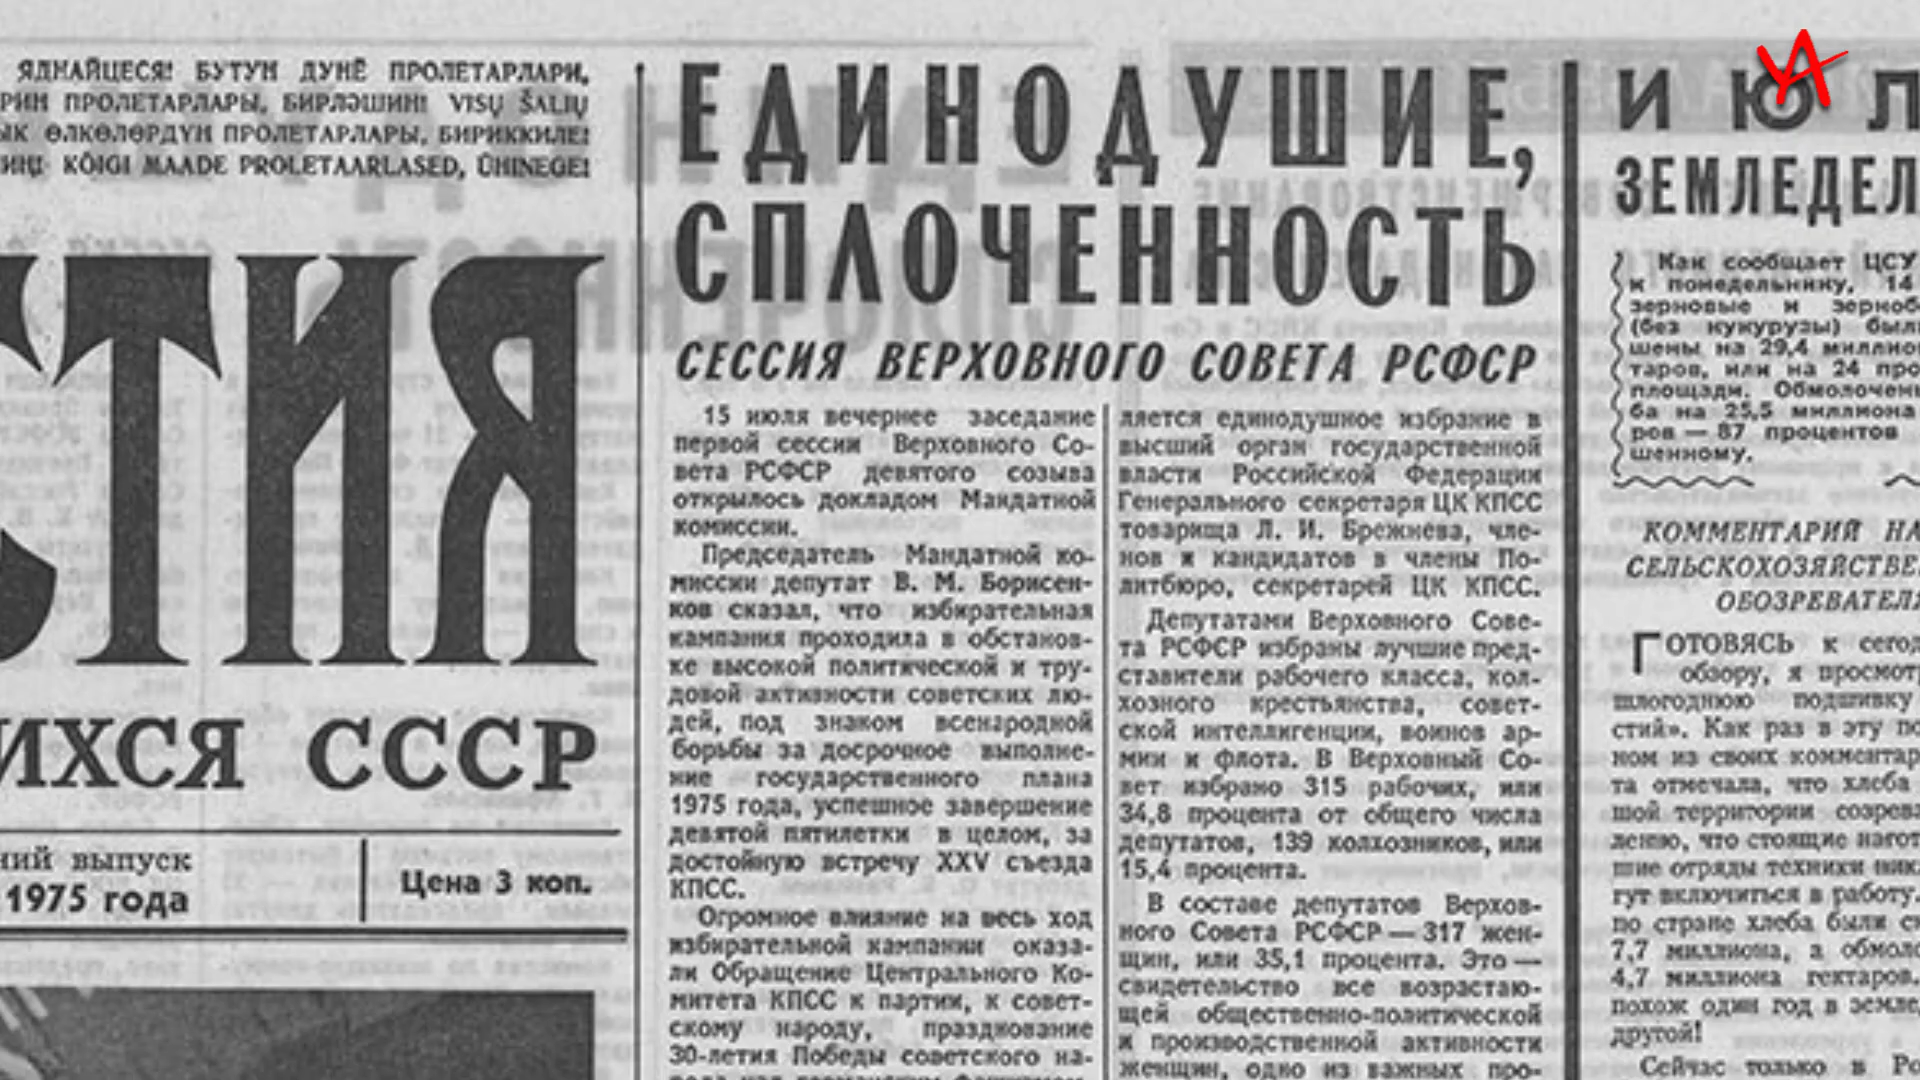 ЯДНАЙЦЕСЯ! БУТУН ДУНЁ ПРОЛЕТАРЛАРИ,
ПРОЛЕТАРЛАРЫ, БИРЛӘШИН! VISŲ ŠALIŲ
ӨЛКӨЛӨРДҮН ПРОЛЕТАРЛАРЫ, БИРИККИЛЕ!
KÕIGI MAADE PROLETAARLASED, ÜHINEGE!
СТИЯ
ИХСЯ СССР
ний выпуск
1975 года
Цена 3 коп.
ЕДИНОДУШИЕ,
СПЛОЧЕННОСТЬ
СЕССИЯ ВЕРХОВНОГО СОВЕТА РСФСР
15 июля вечернее заседание
первой сессии Верховного Со-
вета РСФСР девятого созыва
открылось докладом Мандатной
комиссии.
Председатель Мандатной ко-
миссии депутат В. М. Борисен-
ков сказал, что избирательная
кампания проходила в обстанов-
ке высокой политической и тру-
довой активности советских лю-
дей, под знаком всенародной
борьбы за досрочное выполне-
ние государственного плана
1975 года, успешное завершение
девятой пятилетки в целом, за
достойную встречу XXV съезда
КПСС.
Огромное влияние на весь ход
избирательной кампании оказа-
ли Обращение Центрального Ко-
митета КПСС к партии, к совет-
скому народу, празднование
30-летия Победы советского на-
ляется единодушное избрание в
высший орган государственной
власти Российской Федерации
Генерального секретаря ЦК КПСС
товарища Л. И. Брежнева, чле-
нов и кандидатов в члены По-
литбюро, секретарей ЦК КПСС.
Депутатами Верховного Сове-
та РСФСР избраны лучшие пред-
ставители рабочего класса, кол-
хозного крестьянства, совет-
ской интеллигенции, воинов ар-
мии и флота. В Верховный Со-
вет избрано 315 рабочих, или
34,8 процента от общего числа
депутатов, 139 колхозников, или
15,4 процента.
В составе депутатов Верхов-
ного Совета РСФСР — 317 жен-
щин, или 35,1 процента. Это —
свидетельство все возрастаю-
щей общественно-политической
и производственной активности
женщин, одно из важных про-
ИЮЛ
ЗЕМЛЕДЕЛ
Как сообщает ЦСУ
к понедельнику, 14
зерновые и зерноб
(без кукурузы) был
шены на 29,4 миллио
таров, или на 24 про
площади. Обмолочен
ба на 25,5 миллиона
ров — 87 процентов
шенному.
КОММЕНТАРИЙ НА
СЕЛЬСКОХОЗЯЙСТВЕ
ОБОЗРЕВАТЕЛЯ
ГОТОВЯСЬ к сегод
обзору, я просмот
шлогоднюю подшивку
стий». Как раз в эту по
ном из своих комментар
та отмечала, что хлеба
шой территории созрева
лению, что стоящие нагот
шие отряды техники ник
гут включиться в работу.
по стране хлеба были с
7,7 миллиона, а обмол
4,7 миллиона гектаров.
похож один год в земле
другой!
Сейчас только в Ро